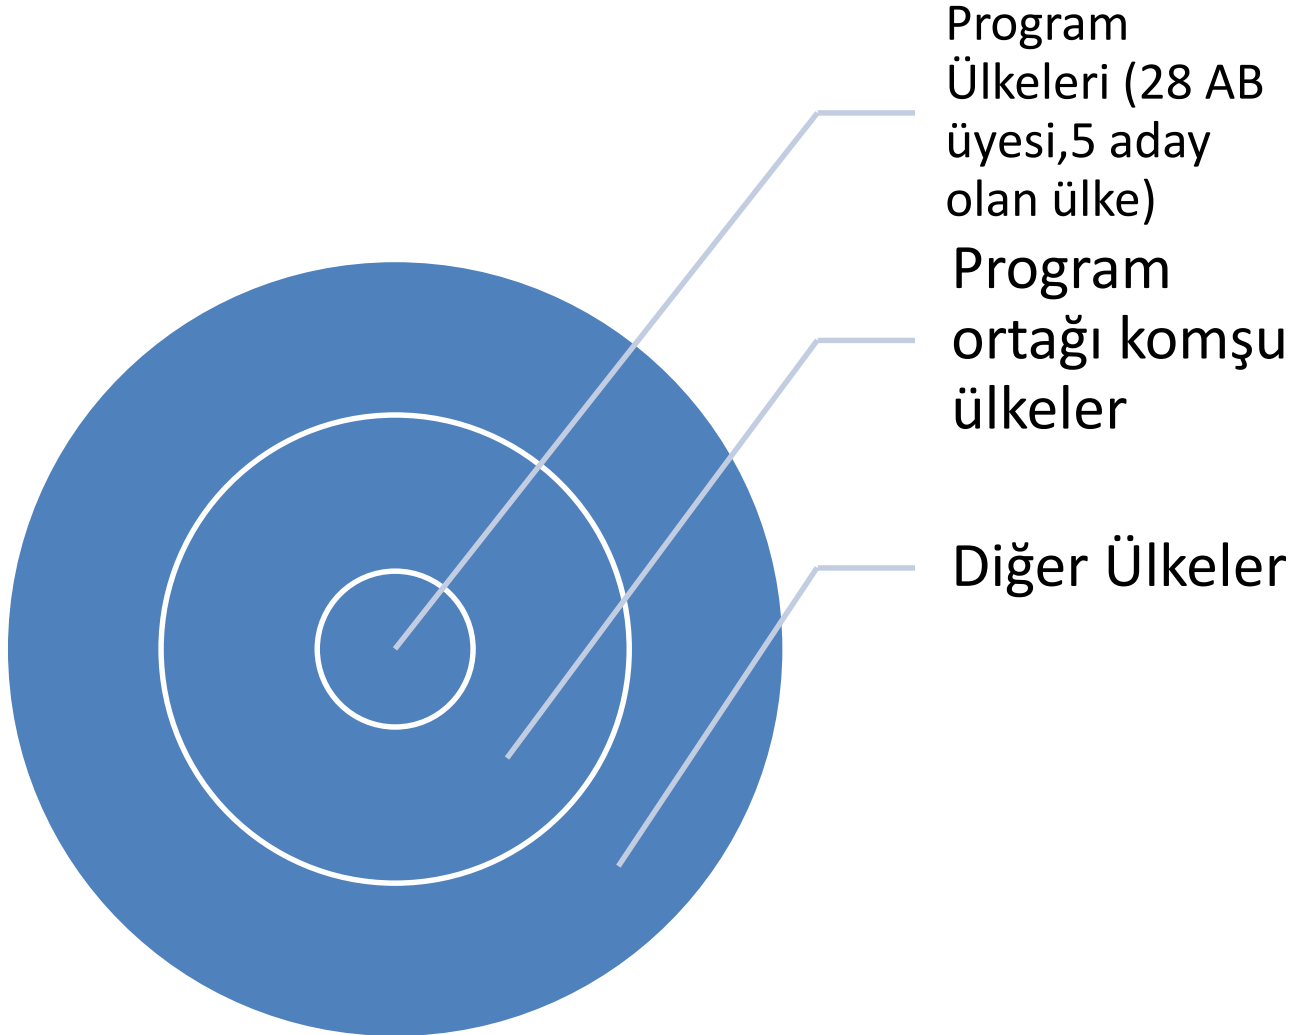 Program
Ülkeleri (28 AB
üyesi,5 aday
olan ülke)
Program
ortağı komşu
ülkeler
Diğer Ülkeler